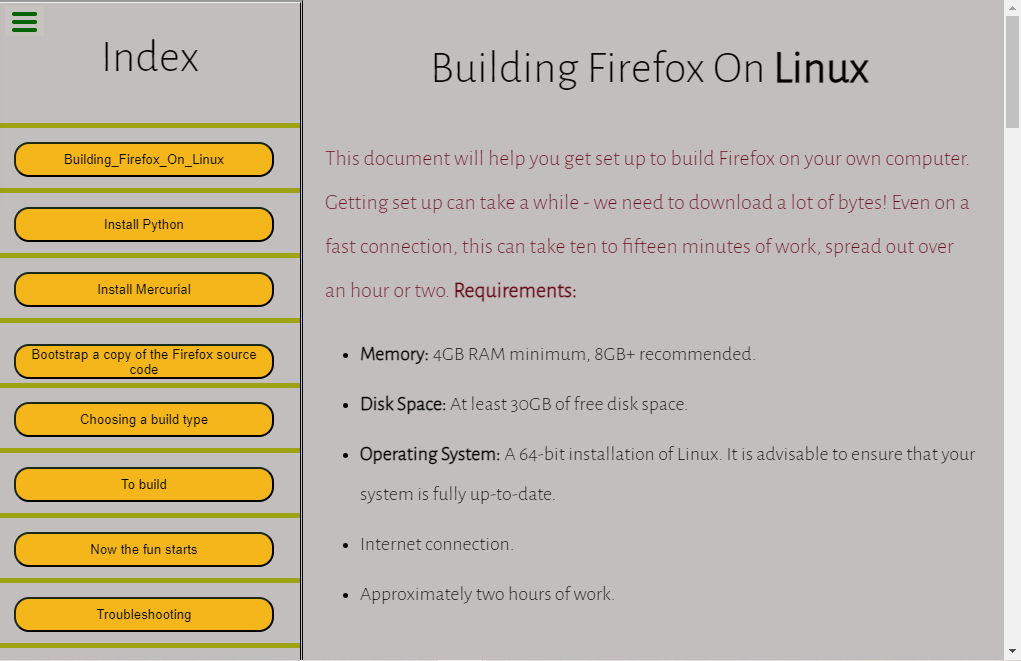 Index
Building_Firefox_On_Linux
Install Python
Install Mercurial
Bootstrap a copy of the Firefox source
code
Choosing a build type
To build
Now the fun starts
Troubleshooting
Building Firefox On Linux
This document will help you get set up to build Firefox on your own computer.
Getting set up can take a while - we need to download a lot of bytes! Even on a
fast connection, this can take ten to fifteen minutes of work, spread out over
an hour or two. Requirements:
• Memory: 4GB RAM minimum, 8GB+ recommended.
• Disk Space: At least 30GB of free disk space.
• Operating System: A 64-bit installation of Linux. It is advisable to ensure that your
system is fully up-to-date.
• Internet connection.
• Approximately two hours of work.